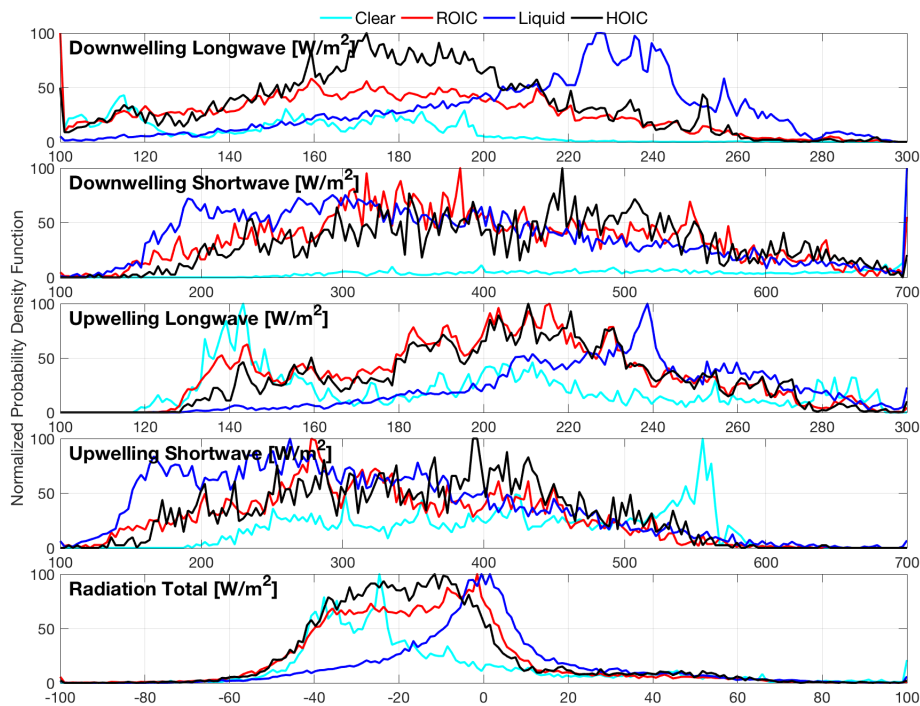 Clear ROIC Liquid HOIC
Normalized Probability Density Function
Downwelling Longwave [W/m²]
100
50
0
100 120 140 160 180 200 220 240 260 280 300
Downwelling Shortwave [W/m²]
100
50
0
100 200 300 400 500 600 700
Upwelling Longwave [W/m²]
100
50
0
100 120 140 160 180 200 220 240 260 280 300
Upwelling Shortwave [W/m²]
100
50
0
100 200 300 400 500 600 700
Radiation Total [W/m²]
100
50
0
-100 -80 -60 -40 -20 0 20 40 60 80 100